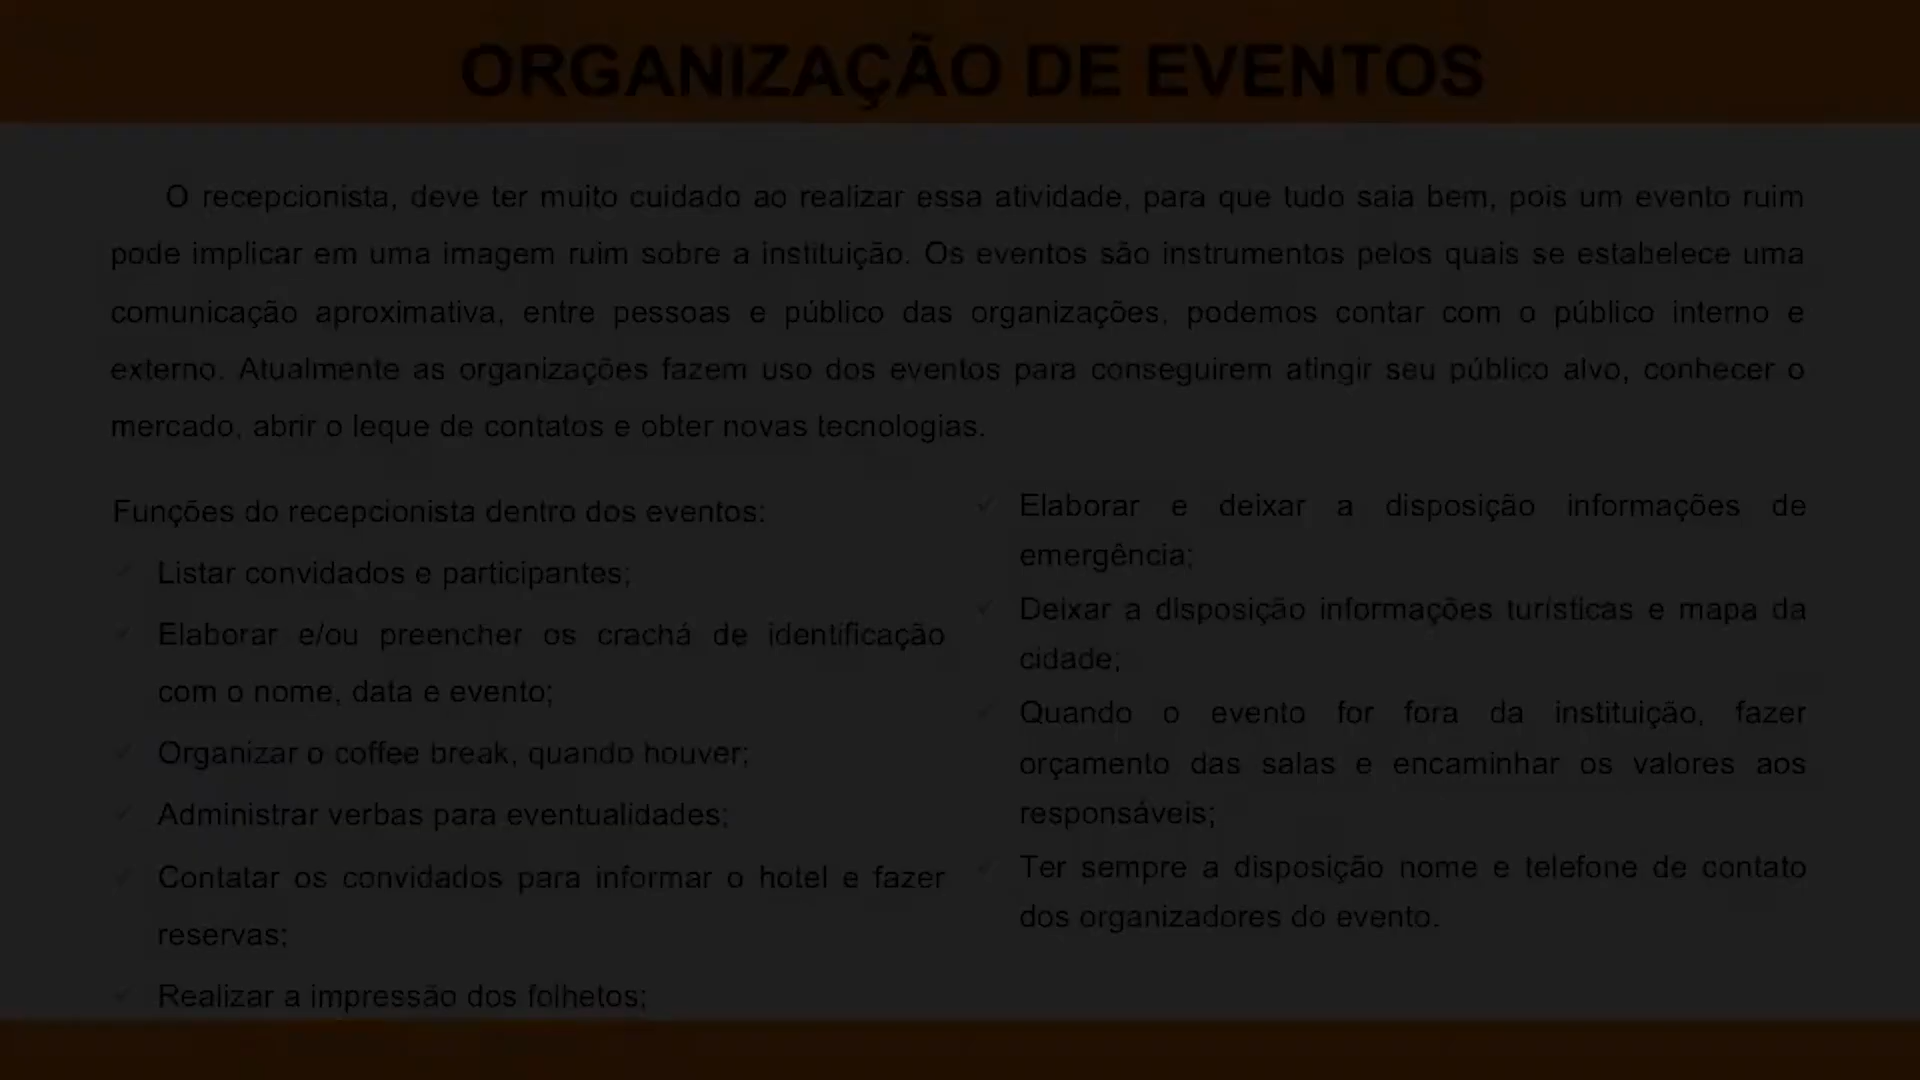 ORGANIZAÇÃO DE EVENTOS
O recepcionista, deve ter muito cuidado ao realizar essa atividade, para que tudo saia bem, pois um evento ruim
pode implicar em uma imagem ruim sobre a instituição. Os eventos são instrumentos pelos quais se estabelece uma
comunicação aproximativa, entre pessoas e público das organizações, podemos contar com o público interno e
externo. Atualmente as organizações fazem uso dos eventos para conseguirem atingir seu público alvo, conhecer o
mercado, abrir o leque de contatos e obter novas tecnologias.
Funções do recepcionista dentro dos eventos:
✓ Listar convidados e participantes;
✓ Elaborar e/ou preencher os crachá de identificação
com o nome, data e evento;
✓ Organizar o coffee break, quando houver;
✓ Administrar verbas para eventualidades;
✓ Contatar os convidados para informar o hotel e fazer
reservas;
✓ Realizar a impressão dos folhetos;
✓ Elaborar e deixar a disposição informações de
emergência;
✓ Deixar a disposição informações turísticas e mapa da
cidade;
✓ Quando o evento for fora da instituição, fazer
orçamento das salas e encaminhar os valores aos
responsáveis;
✓ Ter sempre a disposição nome e telefone de contato
dos organizadores do evento.